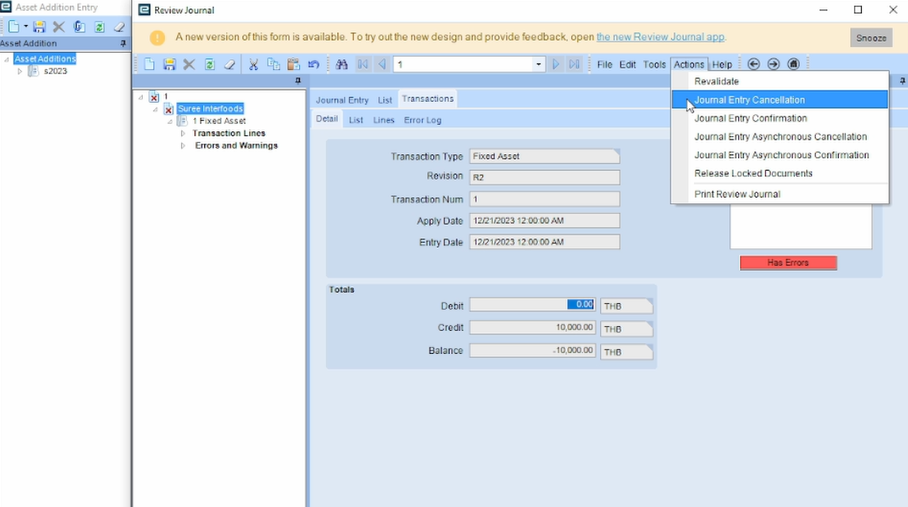 Asset Addition Entry
Asset Addition
Asset Additions
s2023
Review Journal
A new version of this form is available. To try out the new design and provide feedback, open the new Review Journal app.
Snooze
1
File Edit Tools Actions Help
Revalidate
Journal Entry Cancellation
Journal Entry Confirmation
Journal Entry Asynchronous Cancellation
Journal Entry Asynchronous Confirmation
Release Locked Documents
Print Review Journal
1
Suree Interfoods
1 Fixed Asset
Transaction Lines
Errors and Warnings
Journal Entry List Transactions
Detail List Lines Error Log
Transaction Type Fixed Asset
Revision R2
Transaction Num 1
Apply Date 12/21/2023 12:00:00 AM
Entry Date 12/21/2023 12:00:00 AM
Has Errors
Totals
Debit 0.00 THB
Credit 10,000.00 THB
Balance -10,000.00 THB